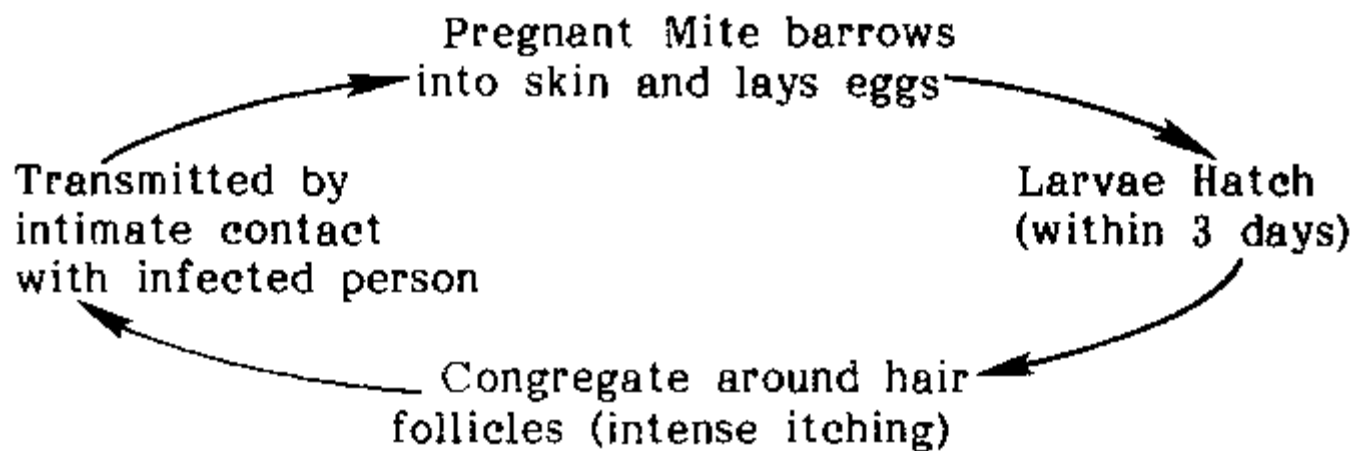 Pregnant Mite barrows
into skin and lays eggs
Larvae Hatch
(within 3 days)
Congregate around hair
follicles (intense itching)
Transmitted by
intimate contact
with infected person